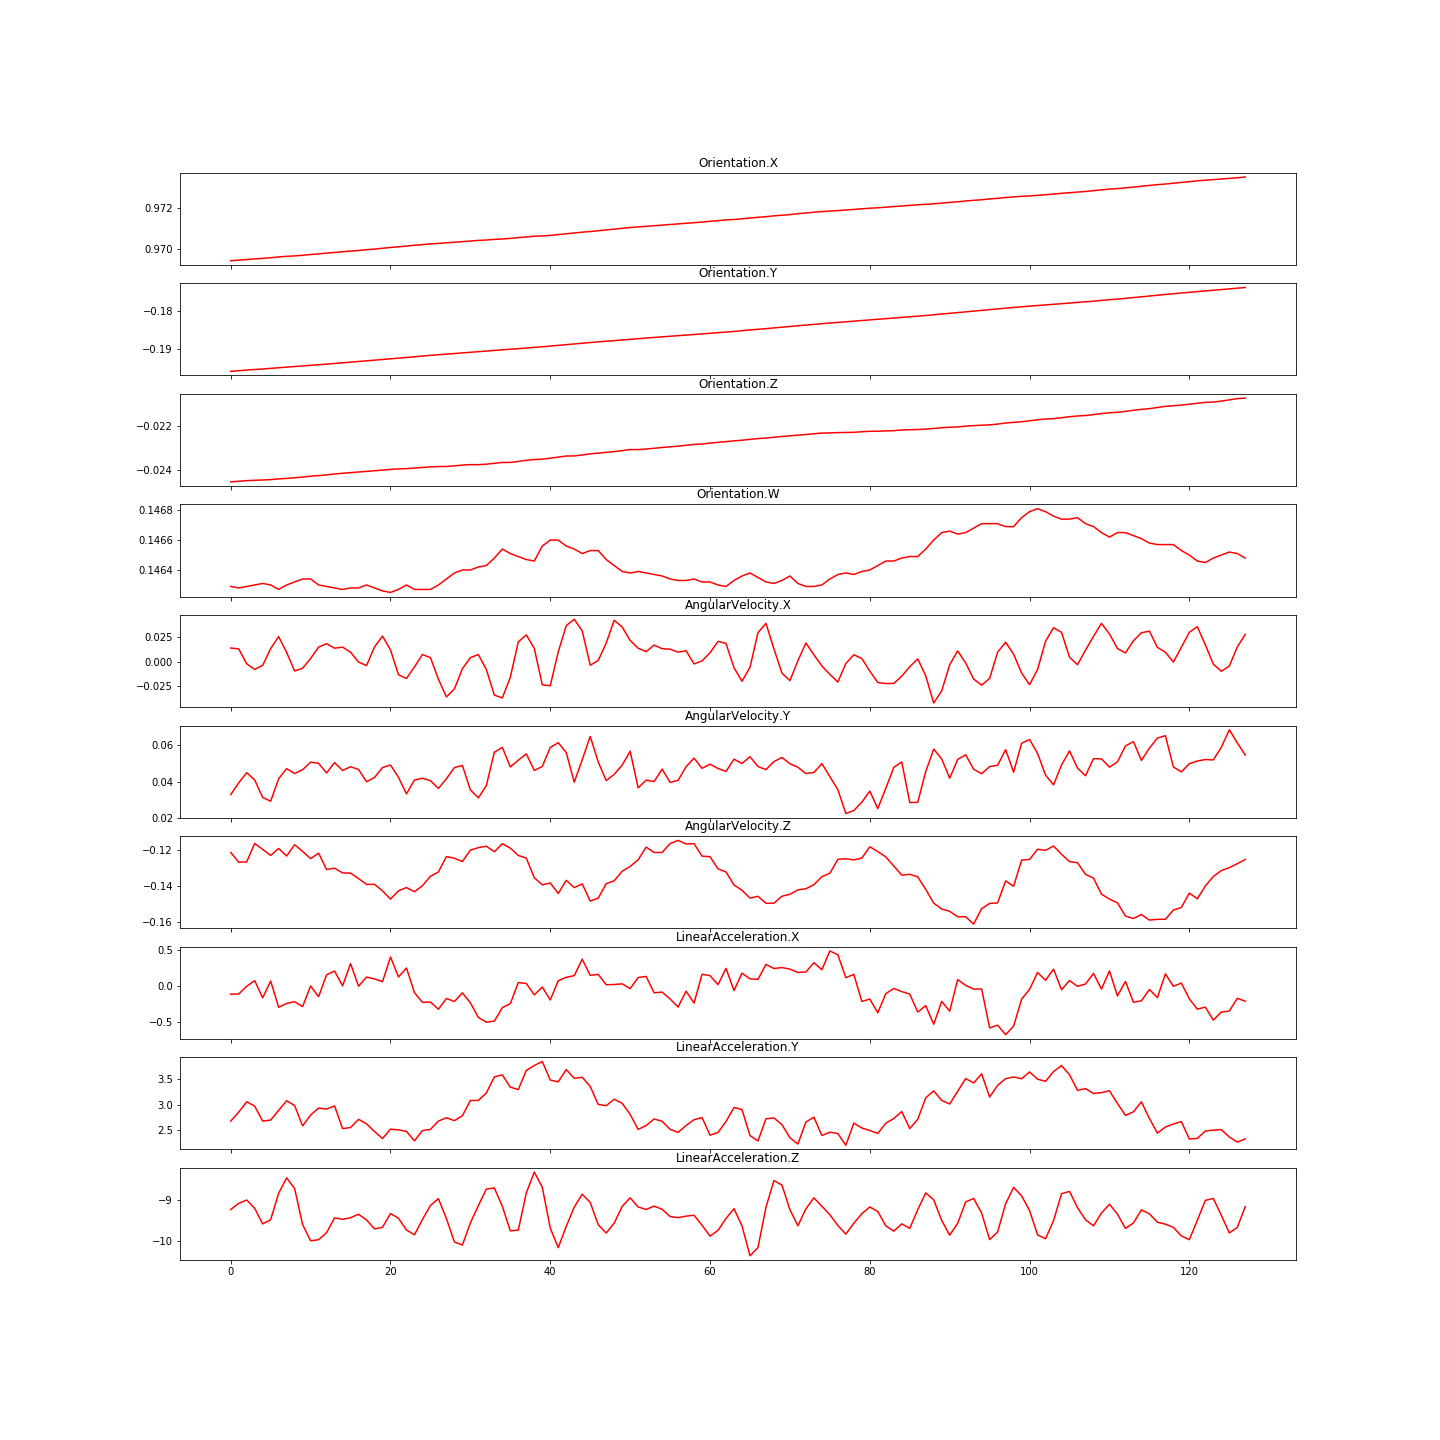 Orientation.X
0.972
0.970
Orientation.Y
−0.18
−0.19
Orientation.Z
−0.022
−0.024
Orientation.W
0.1468
0.1466
0.1464
AngularVelocity.X
0.025
0.000
−0.025
AngularVelocity.Y
0.06
0.04
0.02
AngularVelocity.Z
−0.12
−0.14
−0.16
LinearAcceleration.X
0.5
0.0
−0.5
LinearAcceleration.Y
3.5
3.0
2.5
LinearAcceleration.Z
−9
−10
0 20 40 60 80 100 120